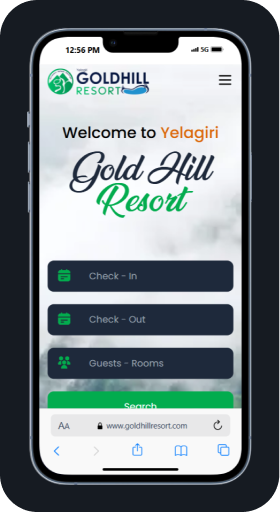 12:56 PM 5G
GOLDHILL
RESORT
Welcome to Yelagiri
Gold Hill
Resort
Check - In
Check - Out
Guests - Rooms
Search
AA www.goldhillresort.com